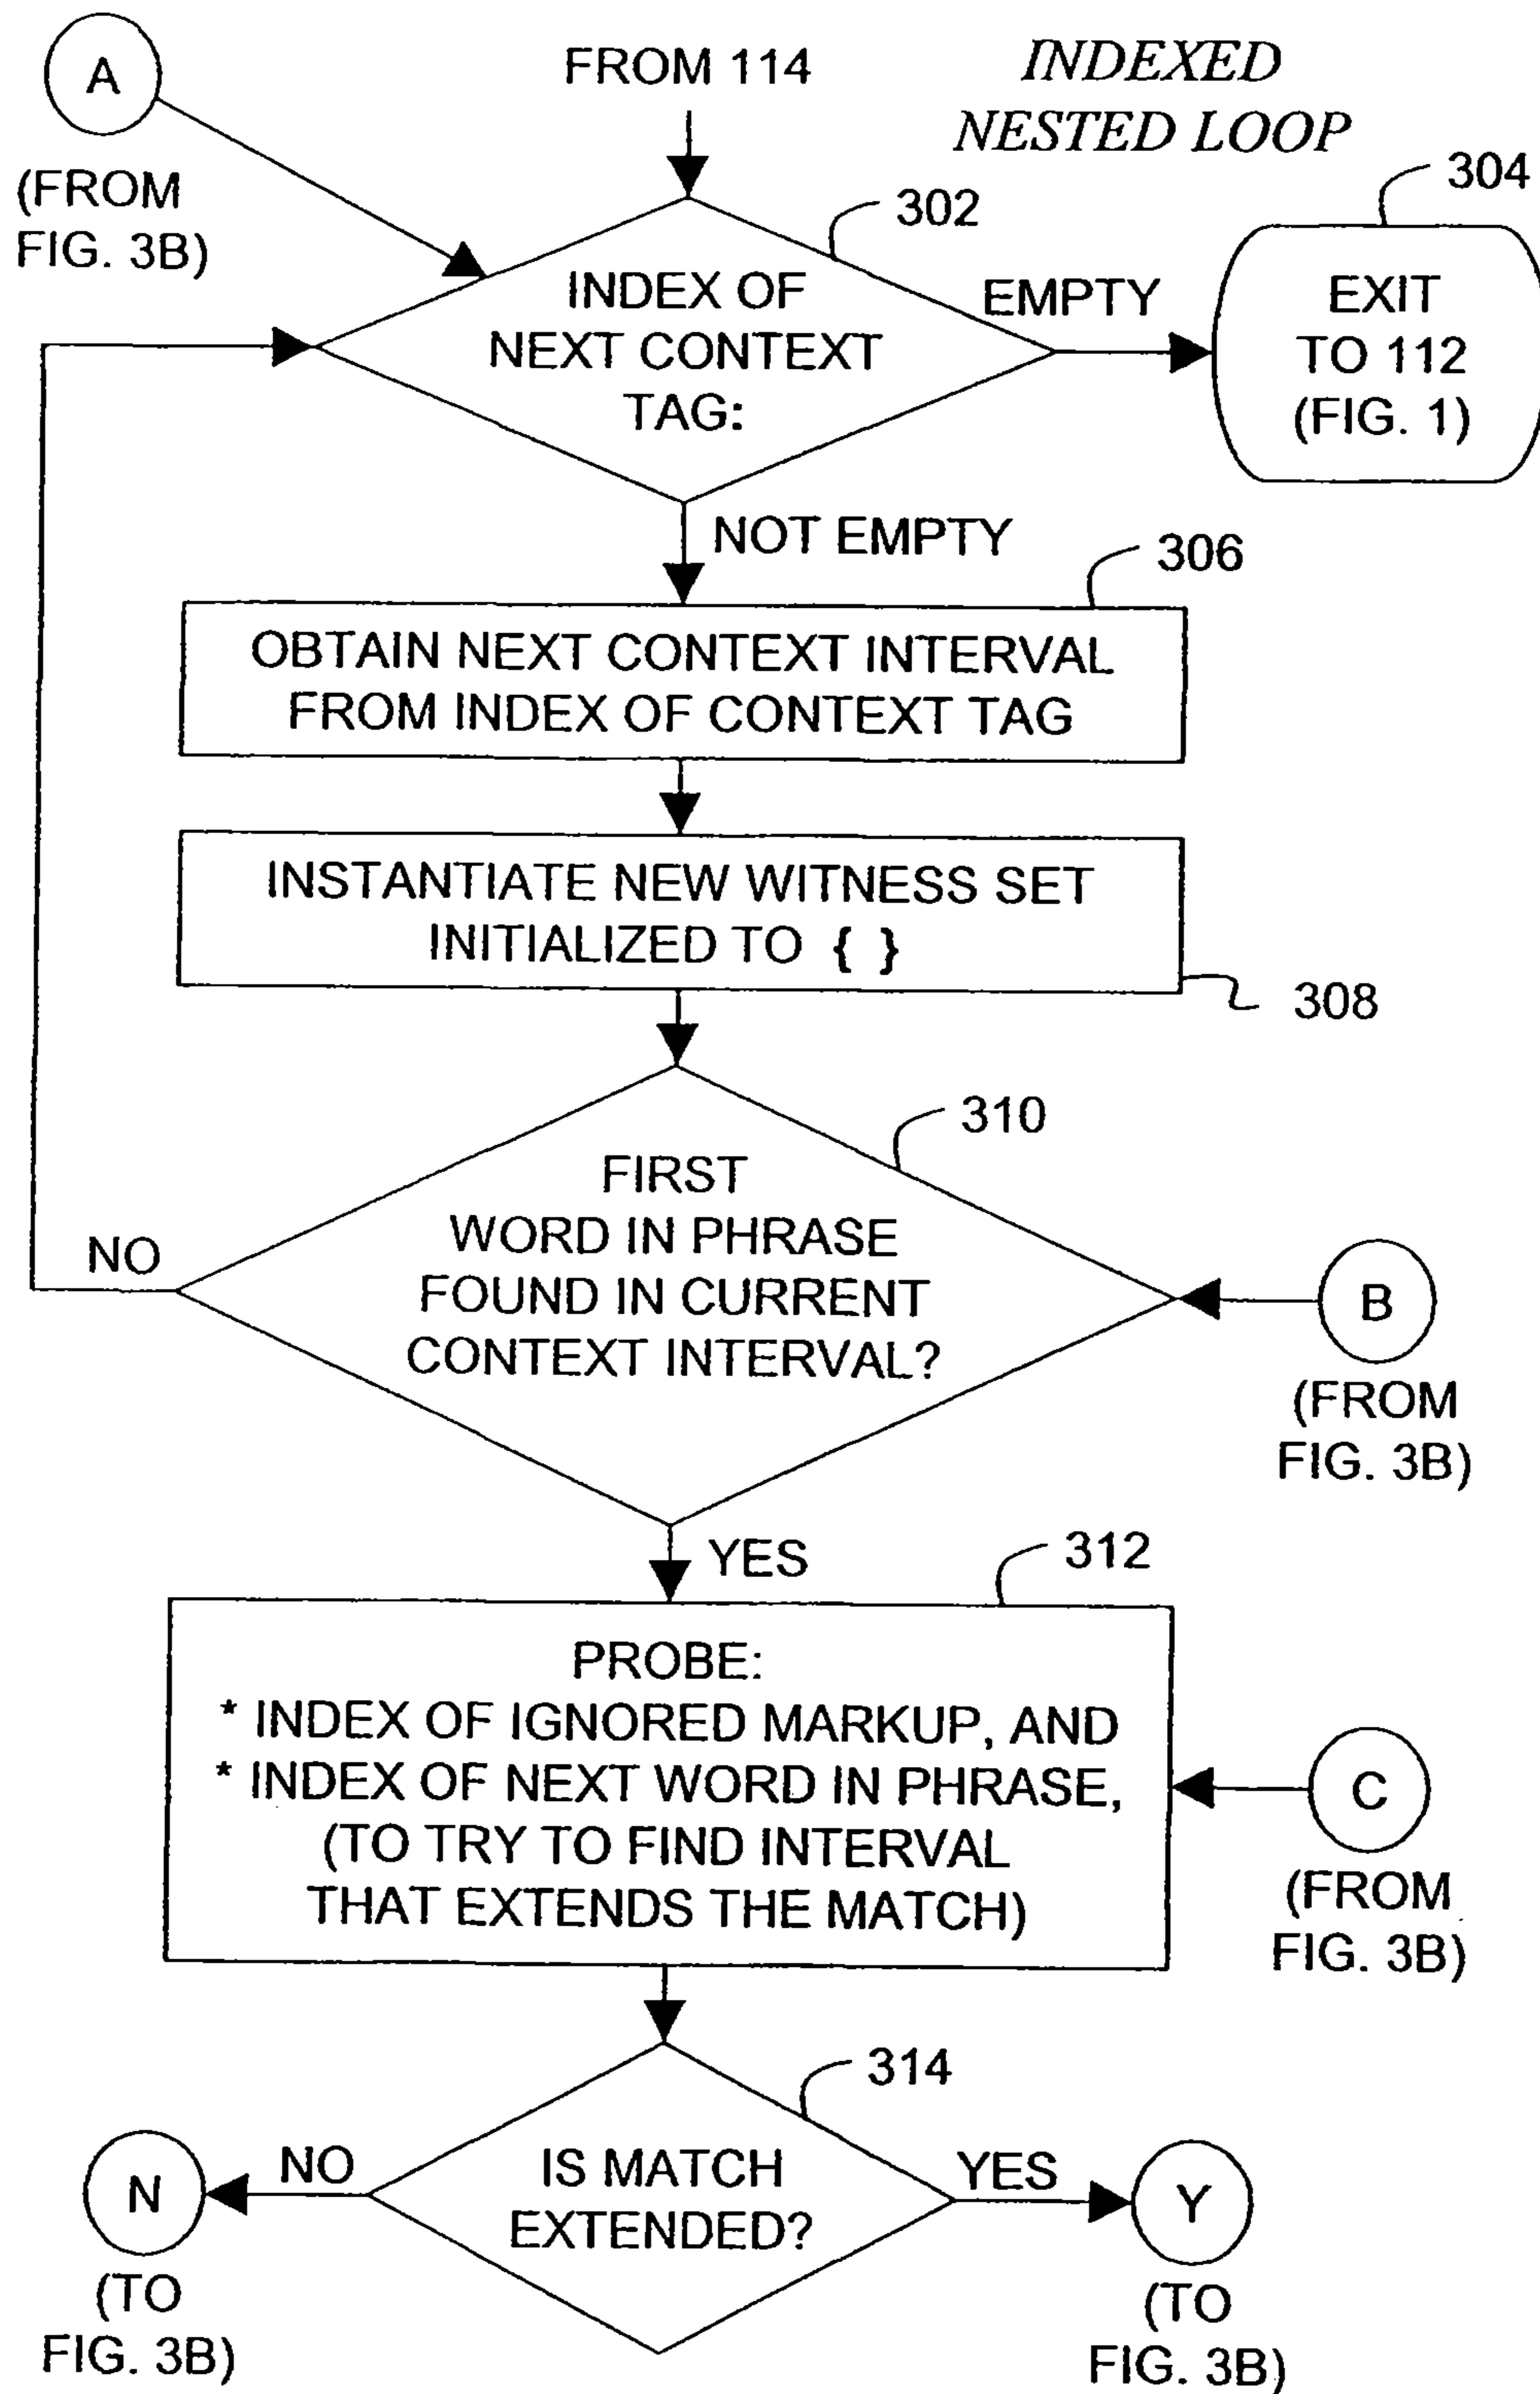 A
(FROM
FIG. 3B)
FROM 114
INDEXED
NESTED LOOP
302
304
INDEX OF
NEXT CONTEXT
TAG:
EMPTY
EXIT
TO 112
(FIG. 1)
NOT EMPTY
306
OBTAIN NEXT CONTEXT INTERVAL
FROM INDEX OF CONTEXT TAG
INSTANTIATE NEW WITNESS SET
INITIALIZED TO { }
308
310
FIRST
WORD IN PHRASE
FOUND IN CURRENT
CONTEXT INTERVAL?
NO
B
(FROM
FIG. 3B)
YES
312
PROBE:
* INDEX OF IGNORED MARKUP, AND
* INDEX OF NEXT WORD IN PHRASE,
(TO TRY TO FIND INTERVAL
THAT EXTENDS THE MATCH)
C
(FROM
FIG. 3B)
314
IS MATCH
EXTENDED?
NO
N
(TO
FIG. 3B)
YES
Y
(TO
FIG. 3B)